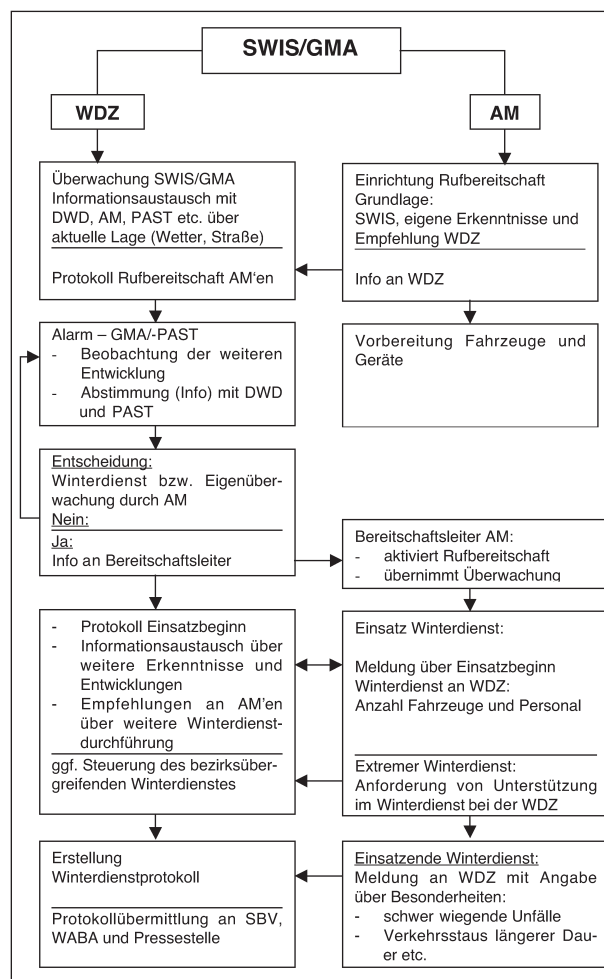 SWIS/GMA
WDZ
AM
Überwachung SWIS/GMA
Informationsaustausch mit
DWD, AM, PAST etc. über
aktuelle Lage (Wetter, Straße)
Protokoll Rufbereitschaft AM'en
Einrichtung Rufbereitschaft
Grundlage:
SWIS, eigene Erkenntnisse und
Empfehlung WDZ
Info an WDZ
Alarm – GMA/-PAST
- Beobachtung der weiteren
Entwicklung
- Abstimmung (Info) mit DWD
und PAST
Vorbereitung Fahrzeuge und
Geräte
Entscheidung:
Winterdienst bzw. Eigenüber-
wachung durch AM
Nein:
Ja:
Info an Bereitschaftsleiter
Bereitschaftsleiter AM:
- aktiviert Rufbereitschaft
- übernimmt Überwachung
- Protokoll Einsatzbeginn
- Informationsaustausch über
weitere Erkenntnisse und
Entwicklungen
- Empfehlungen an AM'en
über weitere Winterdienst-
durchführung
ggf. Steuerung des bezirksüber-
greifenden Winterdienstes
Einsatz Winterdienst:
Meldung über Einsatzbeginn
Winterdienst an WDZ:
Anzahl Fahrzeuge und Personal
Extremer Winterdienst:
Anforderung von Unterstützung
im Winterdienst bei der WDZ
Erstellung
Winterdienstprotokoll
Protokollübermittlung an SBV,
WABA und Pressestelle
Einsatzende Winterdienst:
Meldung an WDZ mit Angabe
über Besonderheiten:
- schwer wiegende Unfälle
- Verkehrsstaus längerer Dau-
er etc.